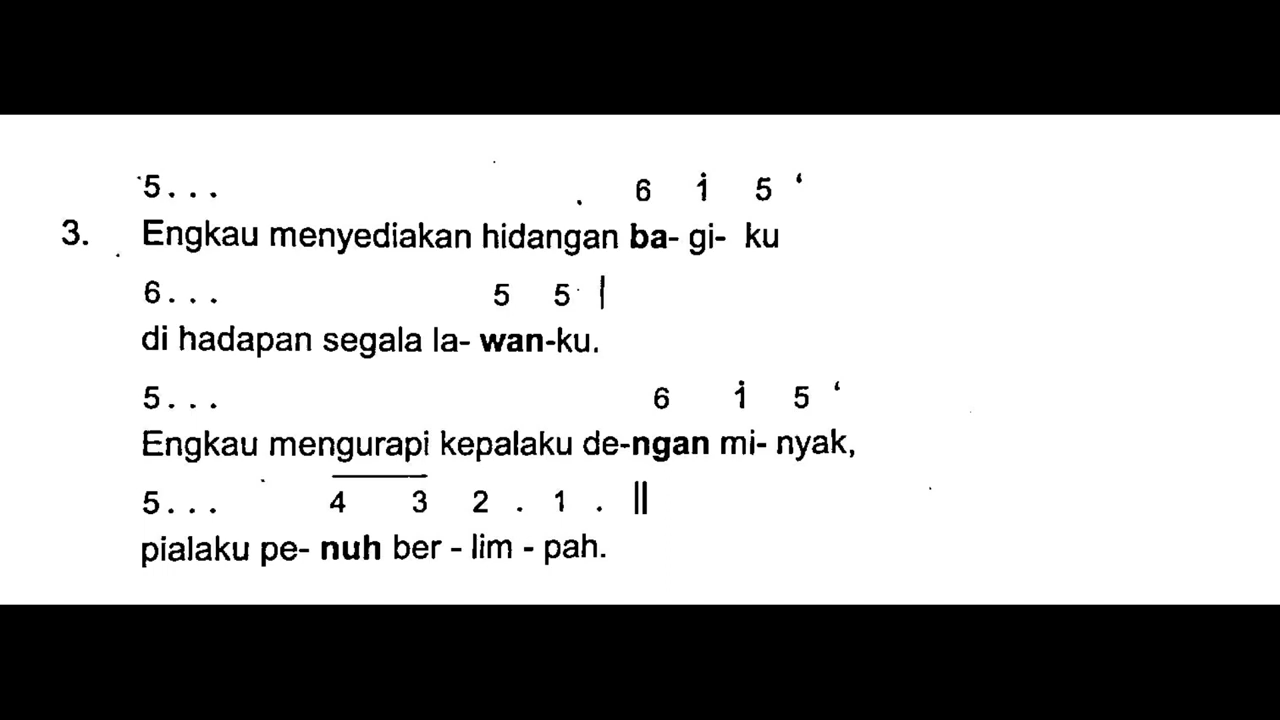 5... 6 i 5 ‘
3. Engkau menyediakan hidangan ba- gi- ku
6... 5 5 |
di hadapan segala la- wan-ku.
5... 6 i 5 ‘
Engkau mengurapi kepalaku de-ngan mi- nyak,
5... 4 3 2 . 1 . ||
pialaku pe- nuh ber - lim - pah.